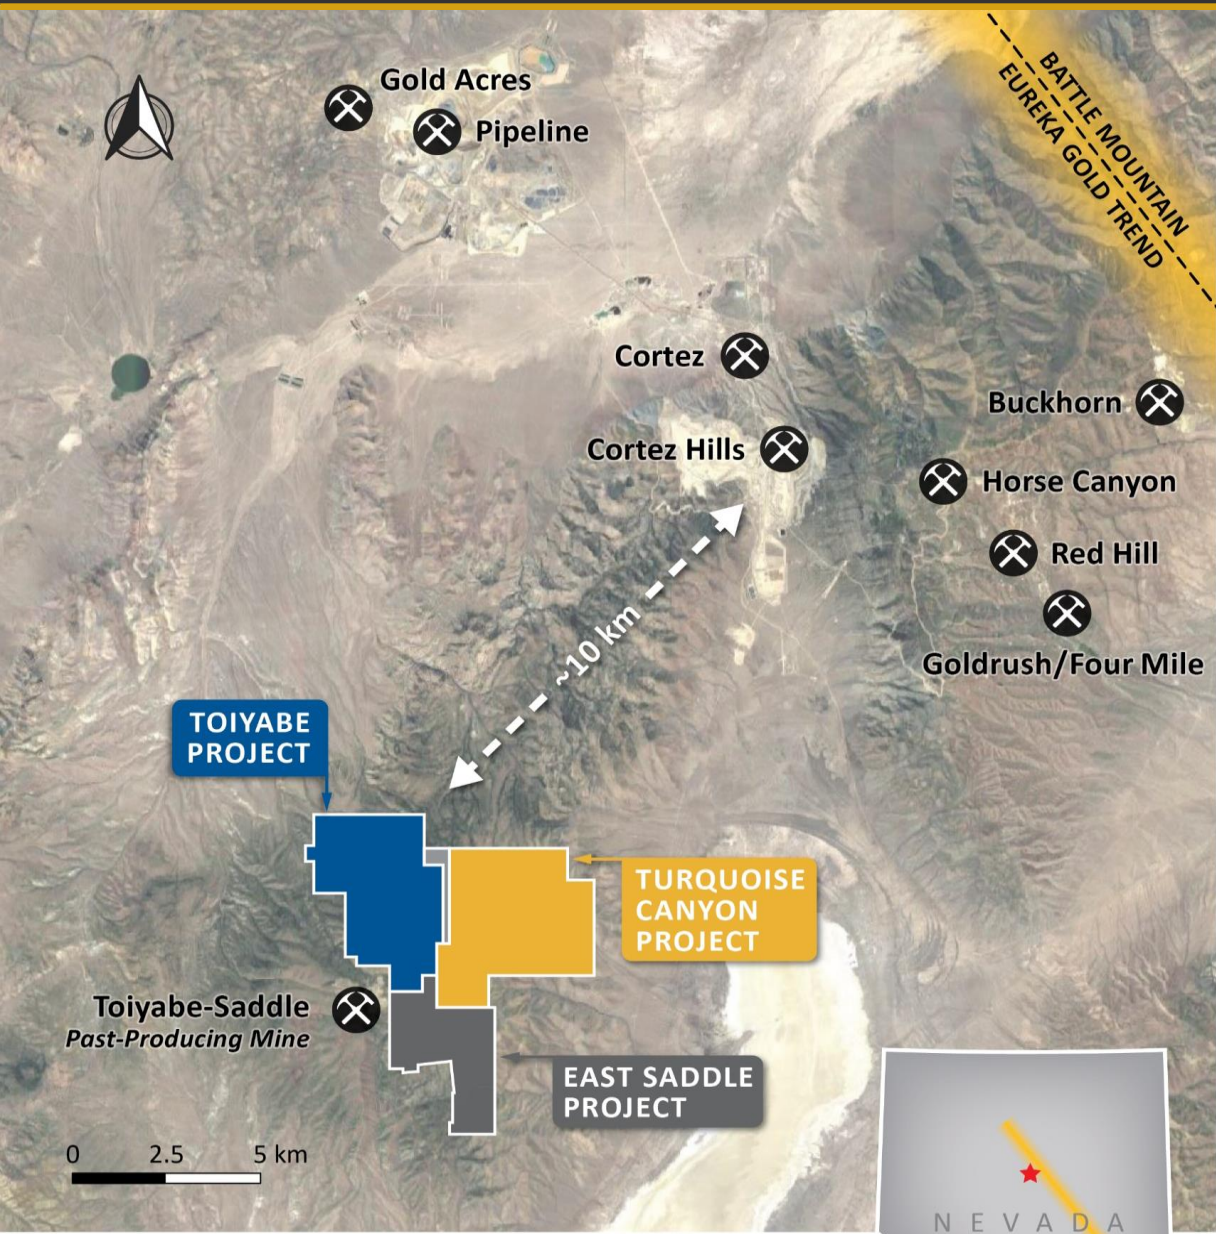 BATTLE MOUNTAIN
EUREKA GOLD TREND
Gold Acres
Pipeline
Cortez
Buckhorn
Cortez Hills
Horse Canyon
Red Hill
Goldrush/Four Mile
~10 km
TOIYABE
PROJECT
TURQUOISE
CANYON
PROJECT
Toiyabe-Saddle
Past-Producing Mine
EAST SADDLE
PROJECT
0 2.5 5 km
NEVADA